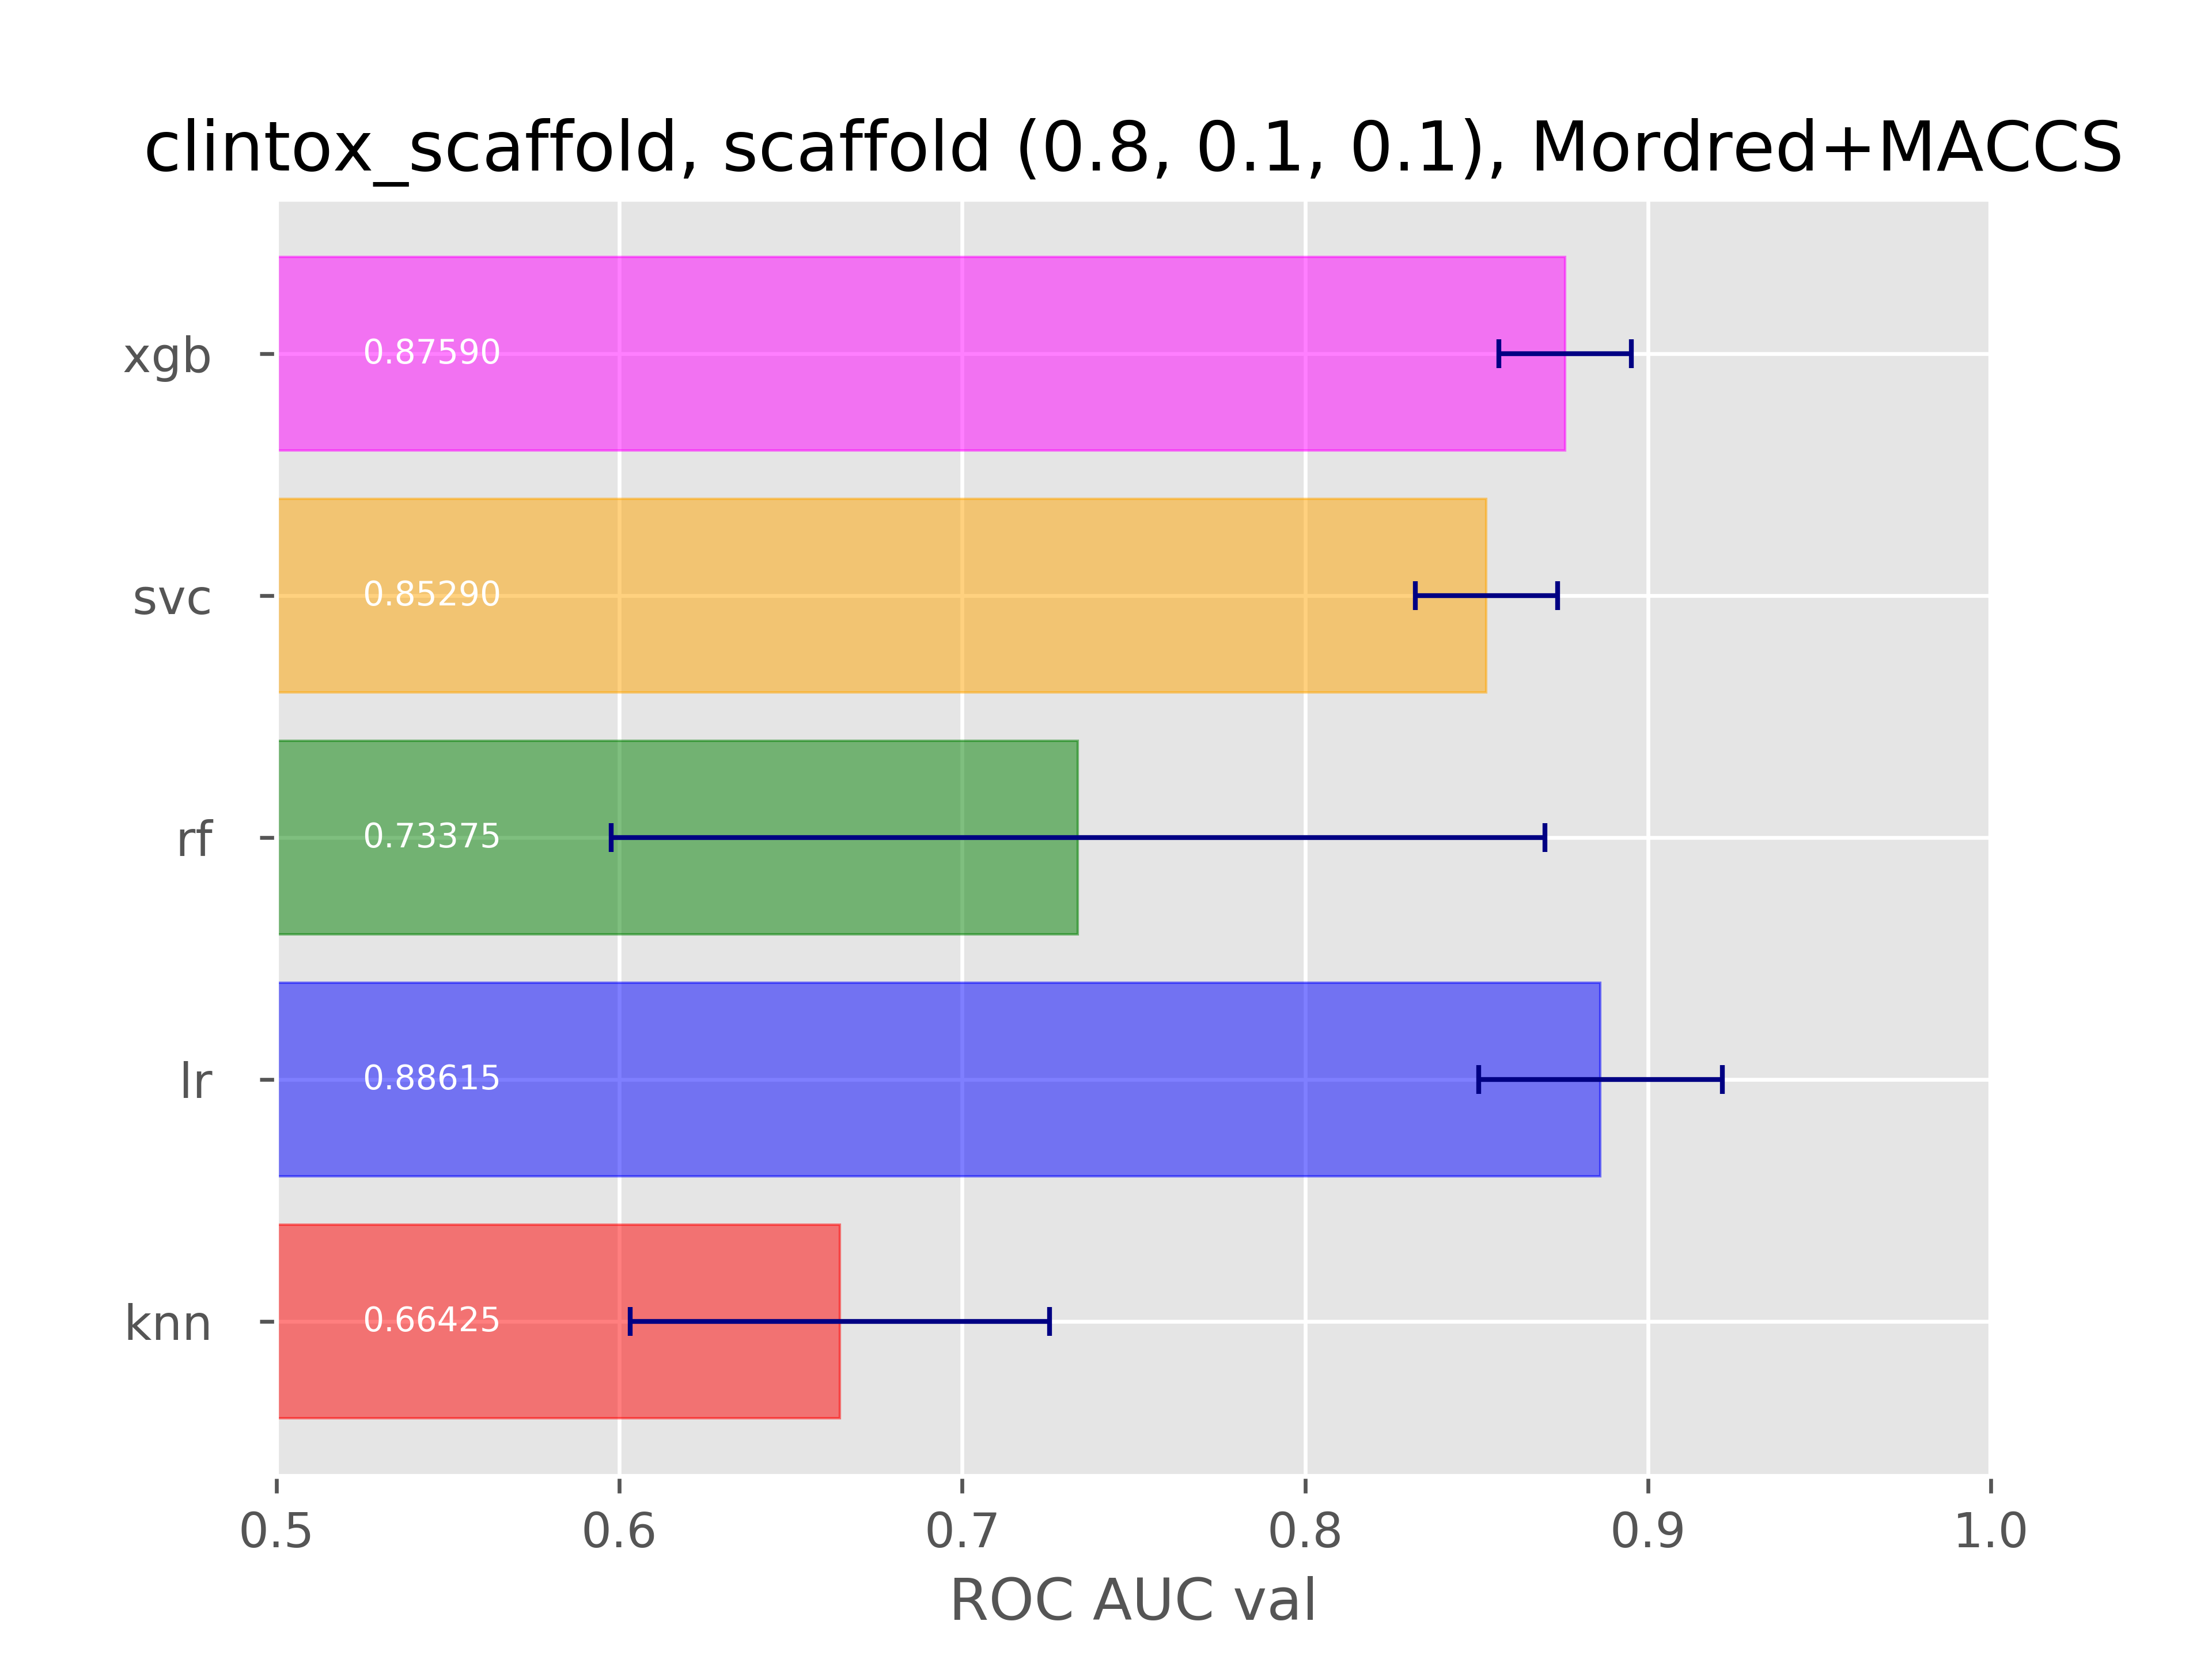 clintox_scaffold, scaffold (0.8, 0.1, 0.1), Mordred+MACCS
xgb
0.87590
svc
0.85290
rf
0.73375
lr
0.88615
knn
0.66425
0.5 0.6 0.7 0.8 0.9 1.0
ROC AUC val